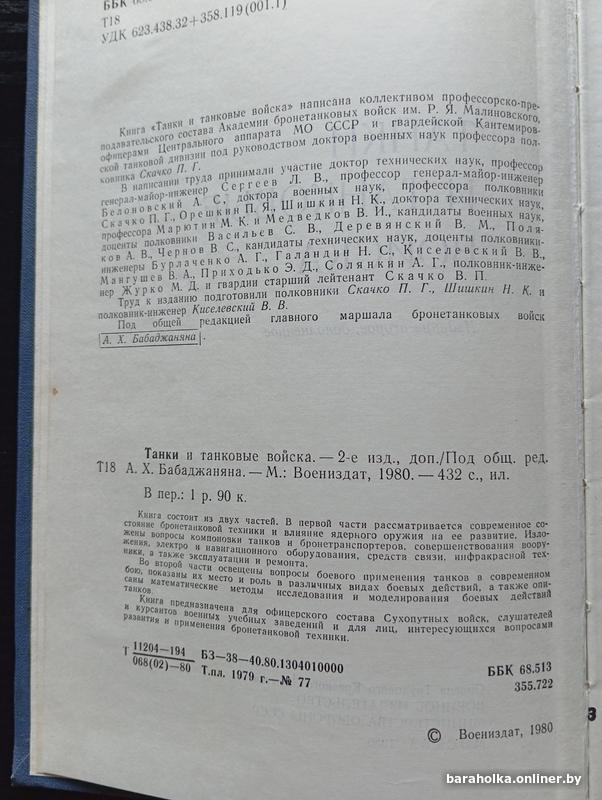 ББК
Т18
УДК 623.438.32+358.119(001.1)
Книга «Танки и танковые войска» написана коллективом профессорско-пре-
подавательского состава Академии бронетанковых войск им. Р. Я. Малиновского,
офицерами Центрального аппарата МО СССР и гвардейской Кантемиров-
ской танковой дивизии под руководством доктора военных наук профессора пол-
ковника Скачко П. Г.
В написании труда принимали участие доктор технических наук, профессор
генерал-майор-инженер Сергеев Л. В., профессор генерал-майор-инженер
Белоновский А. С., доктора военных наук, профессора полковники
Скачко П. Г., Орешкин П. Я., Шишкин Н. К., доктора технических наук,
профессора Марютин М. К. и Медведков В. И., кандидаты военных наук,
доценты полковники Васильев С. В., Деревянский В. М., Поля-
ков А. В., Чернов В. С., кандидаты технических наук, доценты полковники-
инженеры Бурлаченко А. Г., Галандин Н. С., Киселевский В. В.,
Мангушев В. А., Приходько Э. Д., Солянкин А. Г., полковник-инже-
нер Журко М. Д. и гвардии старший лейтенант Скачко В. П.
Труд к изданию подготовили полковники Скачко П. Г., Шишкин Н. К. и
полковник-инженер Киселевский В. В.
Под общей редакцией главного маршала бронетанковых войск
А. Х. Бабаджаняна.
Танки и танковые войска. — 2-е изд., доп./Под общ. ред.
Т18 А. Х. Бабаджаняна. — М.: Воениздат, 1980. — 432 с., ил.
В пер.: 1 р. 90 к.
Книга состоит из двух частей. В первой части рассматривается современное со-
стояние бронетанковой техники и влияние ядерного оружия на ее развитие. Изло-
жены вопросы компоновки танков и бронетранспортеров, совершенствования воору-
жения, электро и навигационного оборудования, средств связи, инфракрасной тех-
ники, а также эксплуатации и ремонта.
Во второй части освещены вопросы боевого применения танков в современном
бою, показаны их место и роль в различных видах боевых действий, а также опи-
саны математические методы исследования и моделирования боевых действий
танков.
Книга предназначена для офицерского состава Сухопутных войск, слушателей
и курсантов военных учебных заведений и для лиц, интересующихся вопросами
развития и применения бронетанковой техники.
Т 11204—194 БЗ—38—40.80.1304010000
068(02)—80 Т.пл. 1979 г.—№ 77
ББК 68.513
355.722
© Воениздат, 1980
3
baraholka.onliner.by